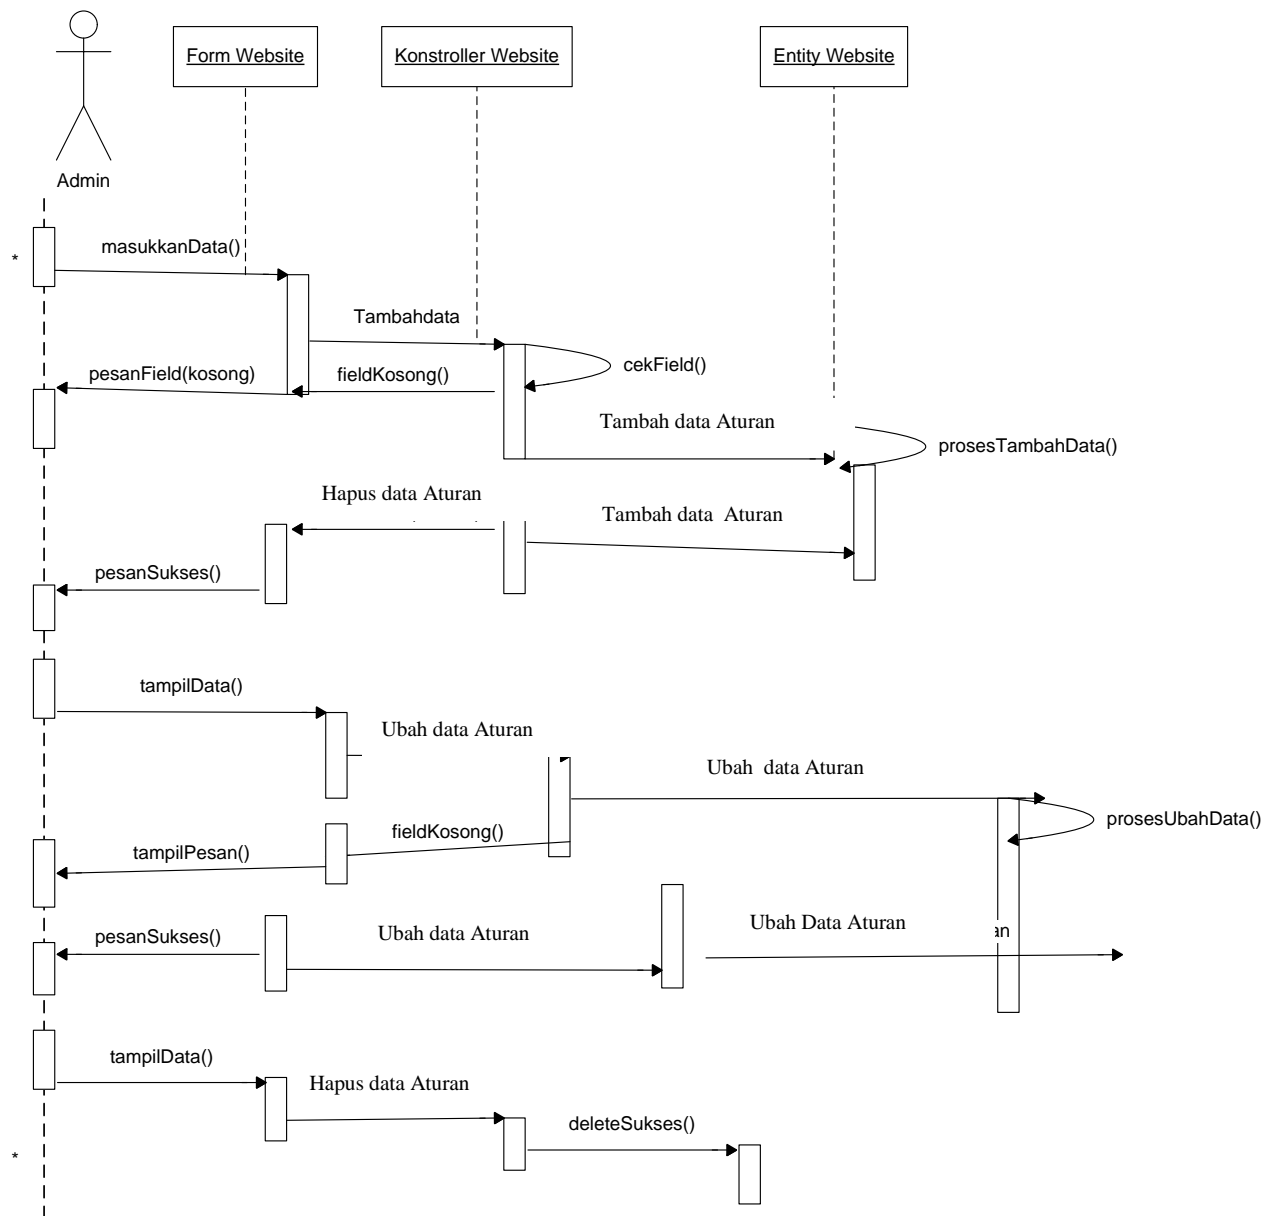 Form Website
Konstroller Website
Entity Website
Admin
masukkanData()
*
Tambahdata
cekField()
pesanField(kosong)
fieldKosong()
Tambah data Aturan
prosesTambahData()
Hapus data Aturan
Tambah data  Aturan
pesanSukses()
tampilData()
Ubah data Aturan
Ubah  data Aturan
prosesUbahData()
fieldKosong()
tampilPesan()
Ubah Data Aturan
pesanSukses()
Ubah data Aturan
an
tampilData()
Hapus data Aturan
deleteSukses()
*